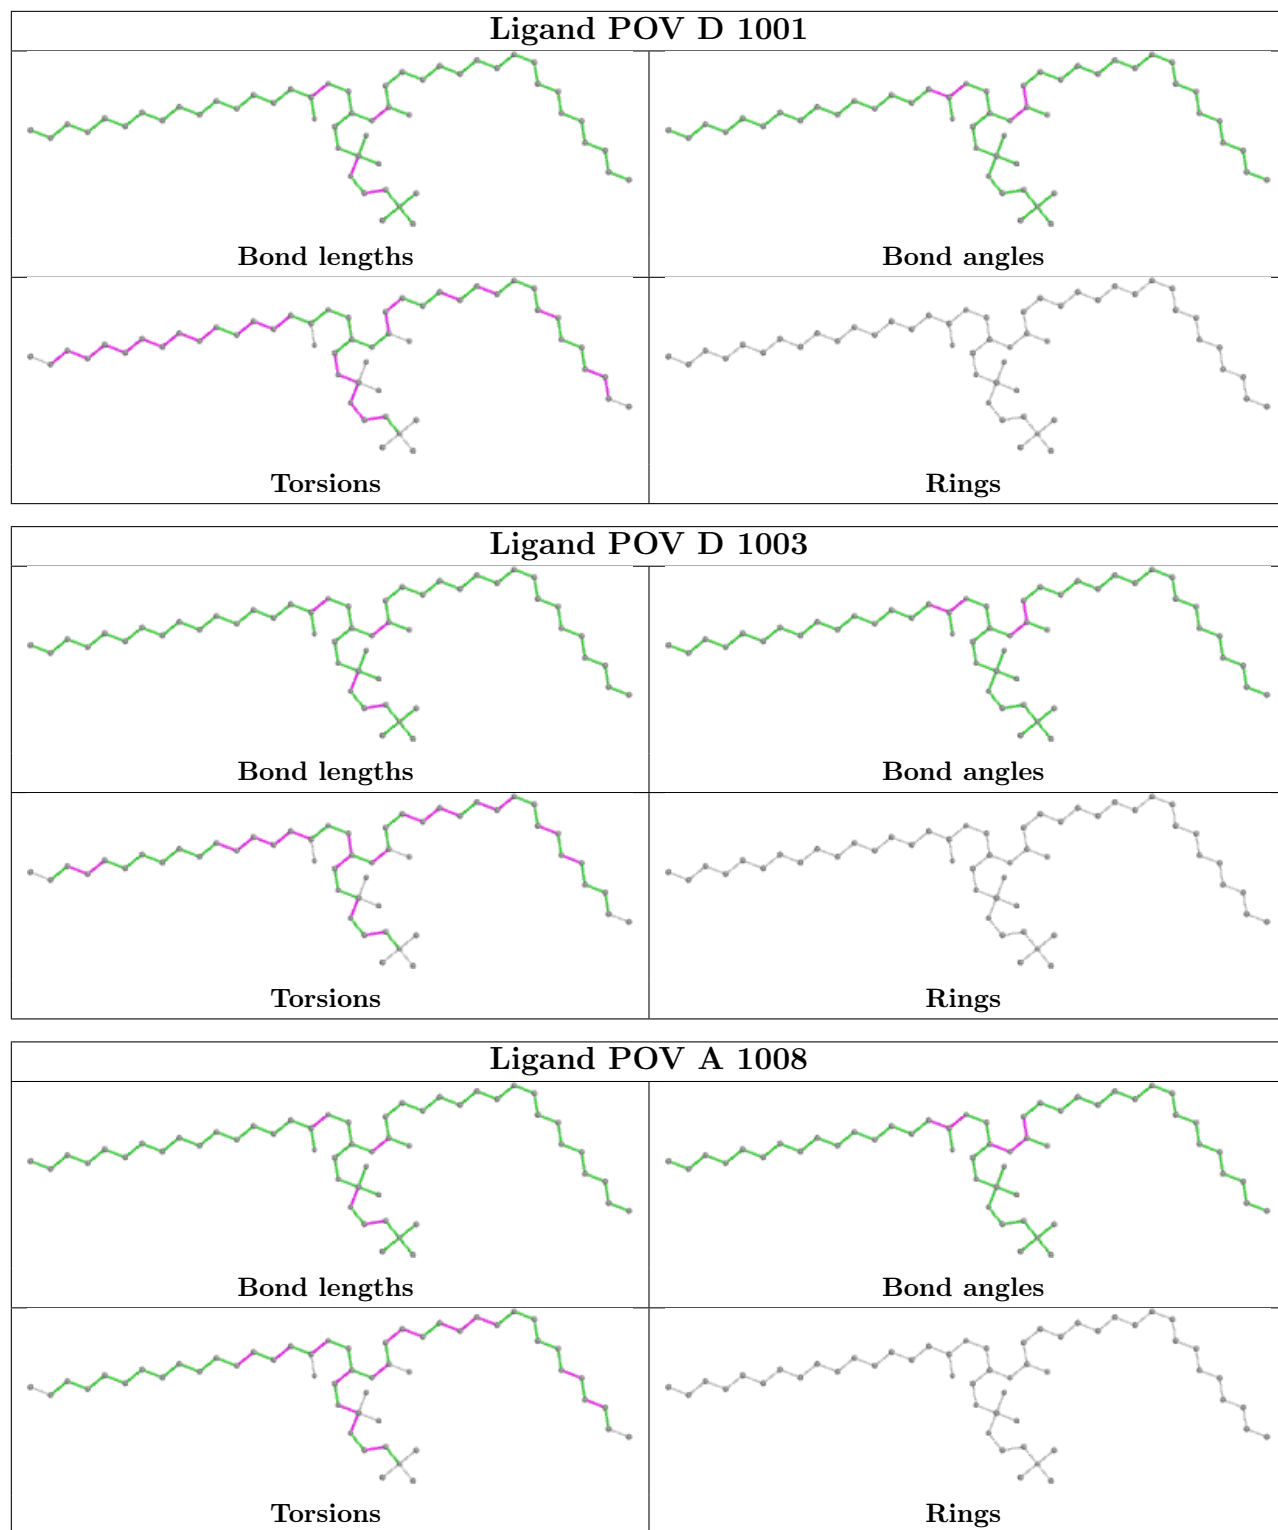 Ligand POV D 1001
Bond lengths
Bond angles
Torsions
Rings
Ligand POV D 1003
Bond lengths
Bond angles
Torsions
Rings
Ligand POV A 1008
Bond lengths
Bond angles
Torsions
Rings